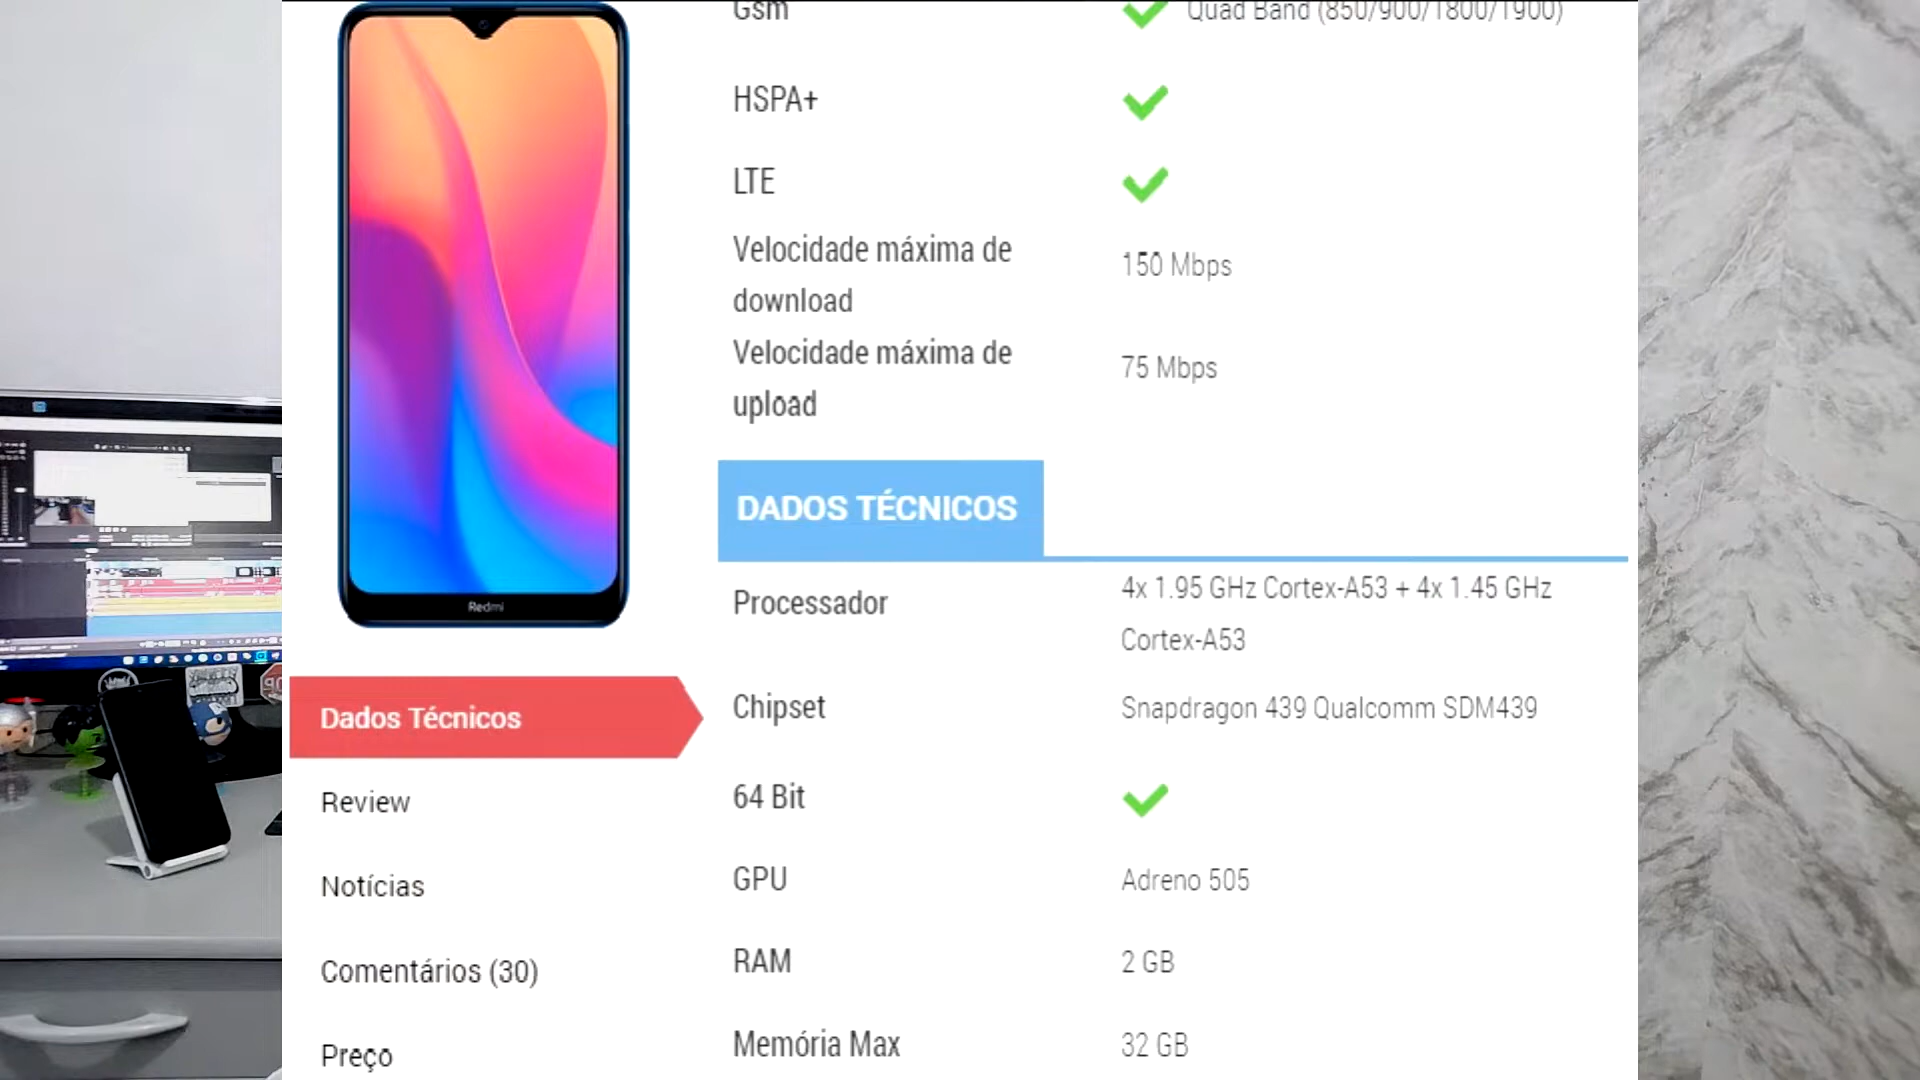 Gsm
Quad Band (850/900/1800/1900)
HSPA+
LTE
Velocidade máxima de
download
150 Mbps
Velocidade máxima de
upload
75 Mbps
DADOS TÉCNICOS
Processador
4x 1.95 GHz Cortex-A53 + 4x 1.45 GHz
Cortex-A53
Chipset
Snapdragon 439 Qualcomm SDM439
64 Bit
GPU
Adreno 505
RAM
2 GB
Memória Max
32 GB
Redmi
Dados Técnicos
Review
Notícias
Comentários (30)
Preço